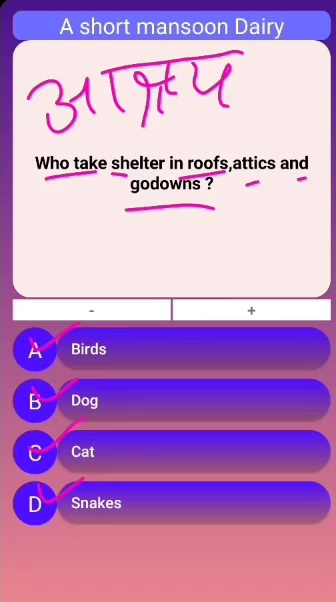 A short mansoon Dairy
आश्रय
Who take shelter in roofs,attics and
godowns ?
- +
A Birds
B Dog
C Cat
D Snakes